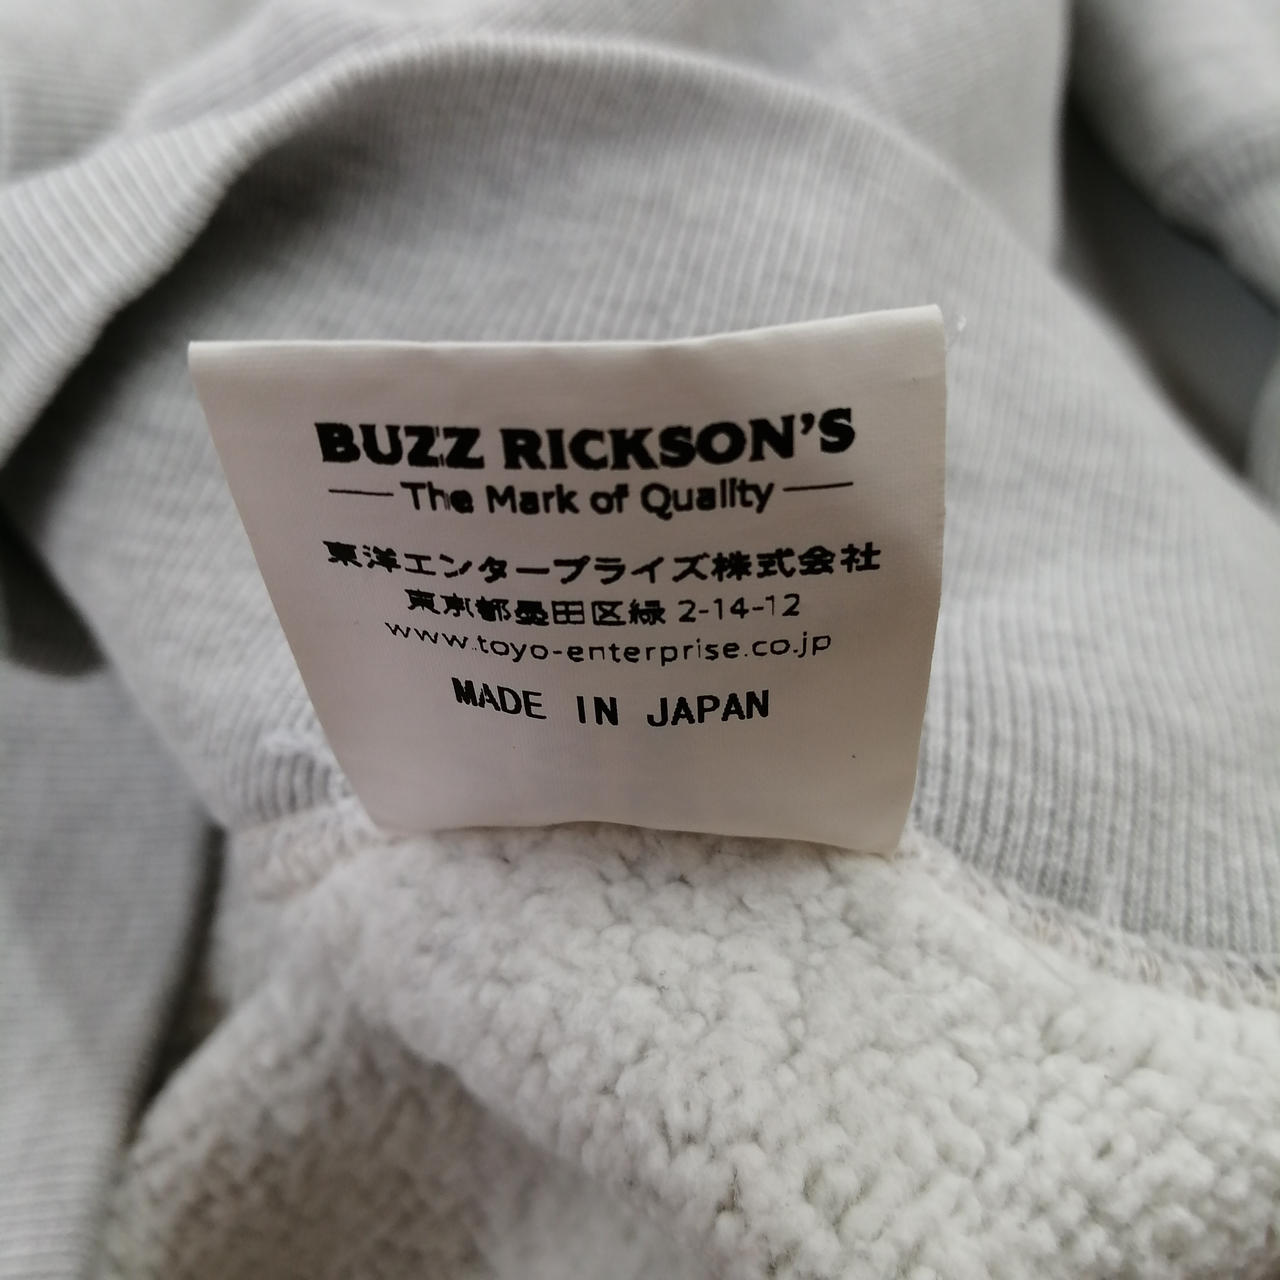 BUZZ RICKSON'S
The Mark of Quality
東洋エンタープライズ株式会社
東京都墨田区緑 2-14-12
www.toyo-enterprise.co.jp
MADE IN JAPAN